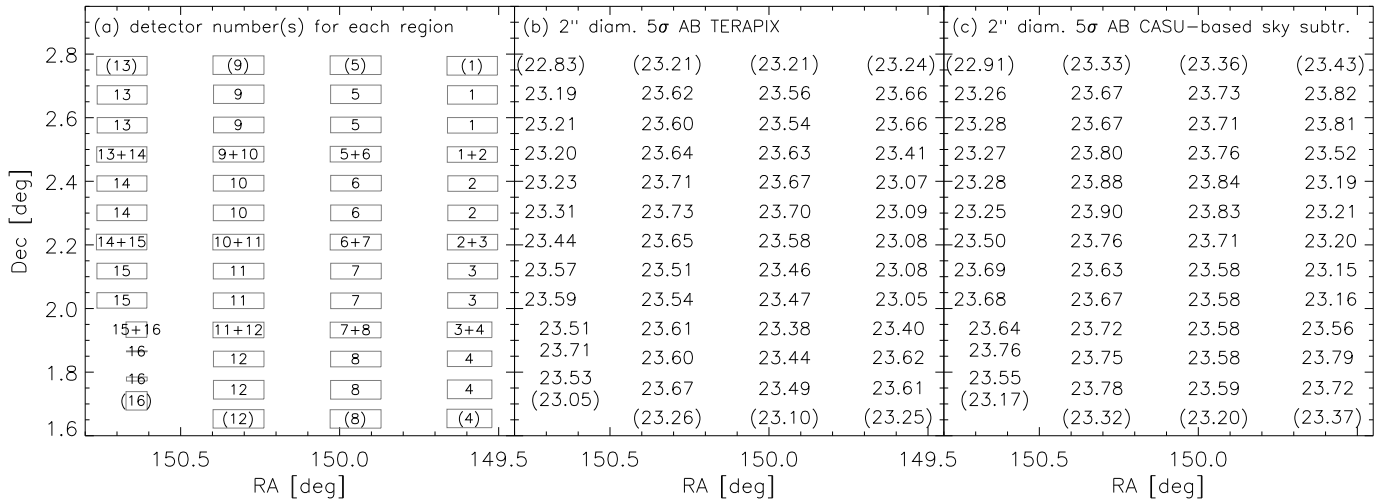 (a) detector number(s) for each region (b) 2" diam. 5σ AB TERAPIX (c) 2" diam. 5σ AB CASU−based sky subtr.
2.8 (13) (9) (5) (1) (22.83) (23.21) (23.21) (23.24) (22.91) (23.33) (23.36) (23.43)
13 9 5 1 23.19 23.62 23.56 23.66 23.26 23.67 23.73 23.82
2.6 13 9 5 1 23.21 23.60 23.54 23.66 23.28 23.67 23.71 23.81
13+14 9+10 5+6 1+2 23.20 23.64 23.63 23.41 23.27 23.80 23.76 23.52
2.4 14 10 6 2 23.23 23.71 23.67 23.07 23.28 23.88 23.84 23.19
14 10 6 2 23.31 23.73 23.70 23.09 23.25 23.90 23.83 23.21
2.2 14+15 10+11 6+7 2+3 23.44 23.65 23.58 23.08 23.50 23.76 23.71 23.20
15 11 7 3 23.57 23.51 23.46 23.08 23.69 23.63 23.58 23.15
2.0 15 11 7 3 23.59 23.54 23.47 23.05 23.68 23.67 23.58 23.16
15+16 11+12 7+8 3+4 23.51 23.61 23.38 23.40 23.64 23.72 23.58 23.56
16 12 8 4 23.71 23.60 23.44 23.62 23.76 23.75 23.58 23.79
1.8 16 12 8 4 23.53 23.67 23.49 23.61 23.55 23.78 23.59 23.72
(16) (23.05) (23.17)
1.6 (12) (8) (4) (23.26) (23.10) (23.25) (23.32) (23.20) (23.37)
Dec [deg]
150.5 150.0 149.5 150.5 150.0 149.5 150.5 150.0
RA [deg] RA [deg] RA [deg]